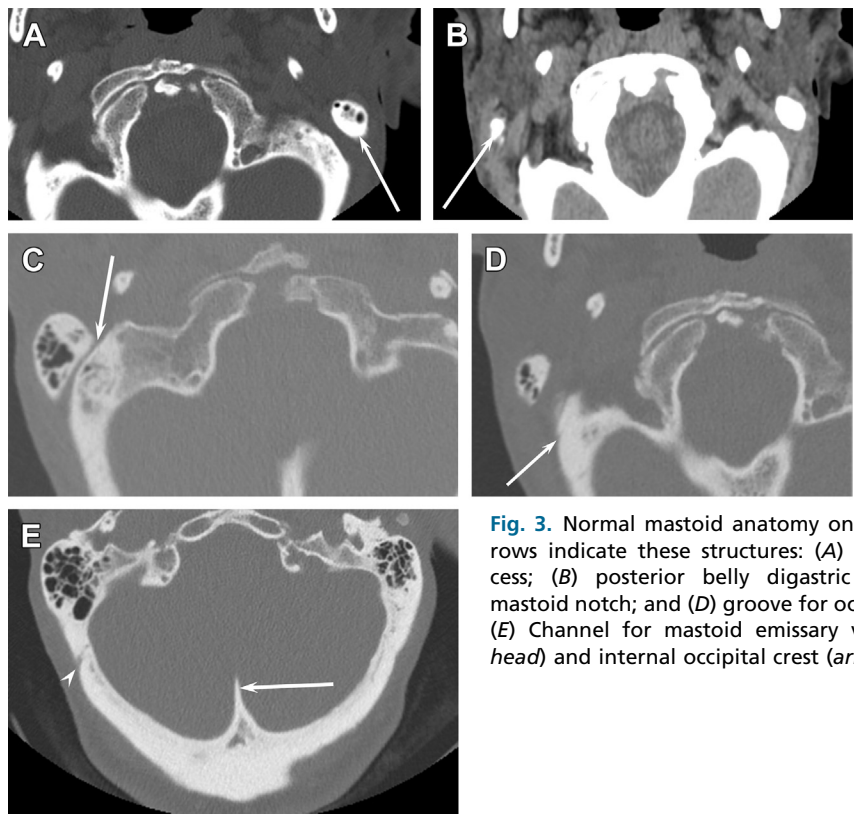 A
B
C
D
E
Fig. 3. Normal mastoid anatomy on
rows indicate these structures: (A)
cess; (B) posterior belly digastric
mastoid notch; and (D) groove for oc
(E) Channel for mastoid emissary v
head) and internal occipital crest (ar